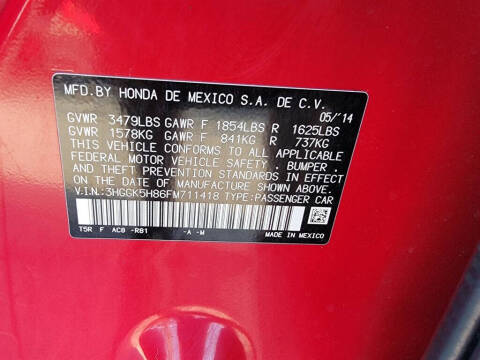 MFD.BY HONDA DE MEXICO S.A. DE C.V.
05/'14
GVWR 3479LBS GAWR F 1854LBS R 1625LBS
GVWR 1578KG GAWR F 841KG R 737KG
THIS VEHICLE CONFORMS TO ALL APPLICABLE
FEDERAL MOTOR VEHICLE SAFETY , BUMPER ,
AND THEFT PREVENTION STANDARDS IN EFFECT
ON THE DATE OF MANUFACTURE SHOWN ABOVE.
V.I.N.:3HGGK5H86FM711418 TYPE:PASSENGER CAR
T5R F AC8 -R81 -A -M MADE IN MEXICO